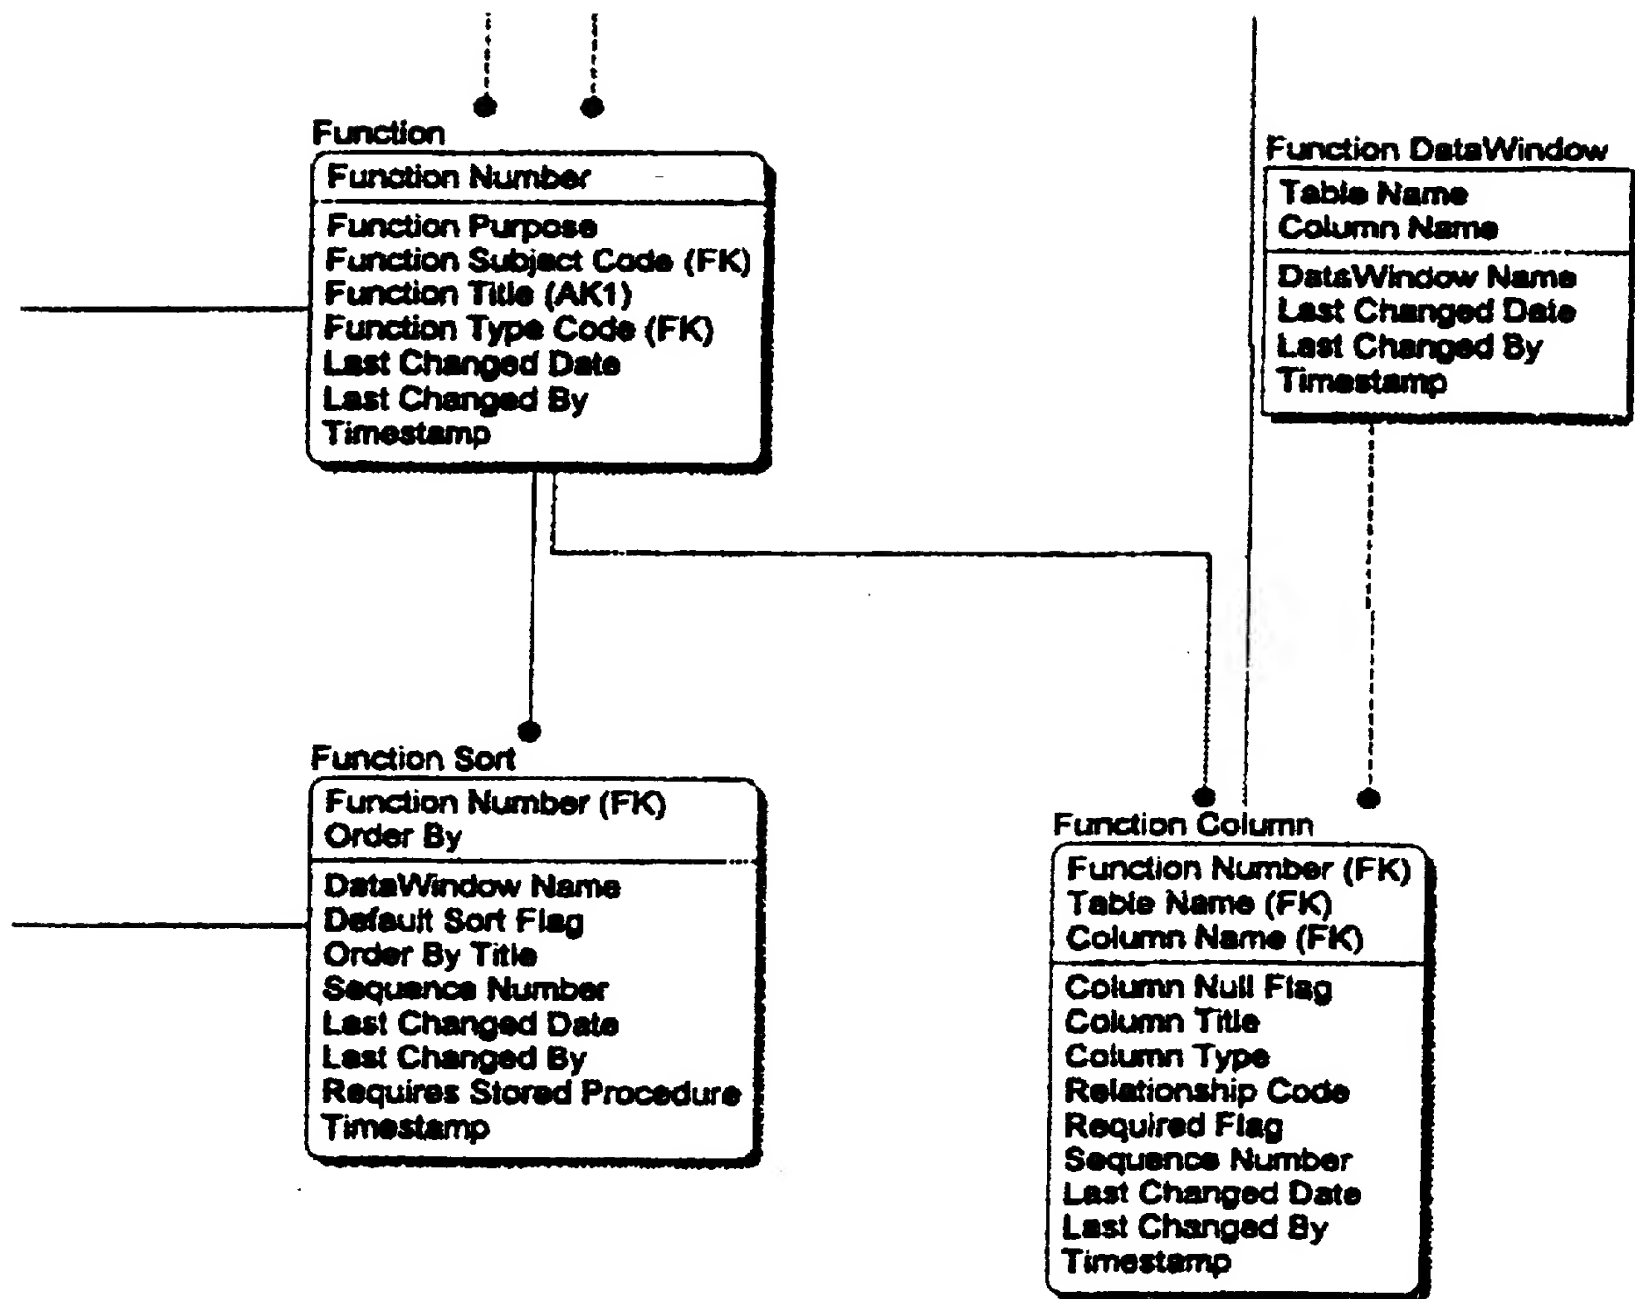 Function
Function Number
Function Purpose
Function Subject Code (FK)
Function Title (AK1)
Function Type Code (FK)
Last Changed Date
Last Changed By
Timestamp
Function DataWindow
Table Name
Column Name
DataWindow Name
Last Changed Date
Last Changed By
Timestamp
Function Sort
Function Number (FK)
Order By
DataWindow Name
Default Sort Flag
Order By Title
Sequence Number
Last Changed Date
Last Changed By
Requires Stored Procedure
Timestamp
Function Column
Function Number (FK)
Table Name (FK)
Column Name (FK)
Column Null Flag
Column Title
Column Type
Relationship Code
Required Flag
Sequence Number
Last Changed Date
Last Changed By
Timestamp